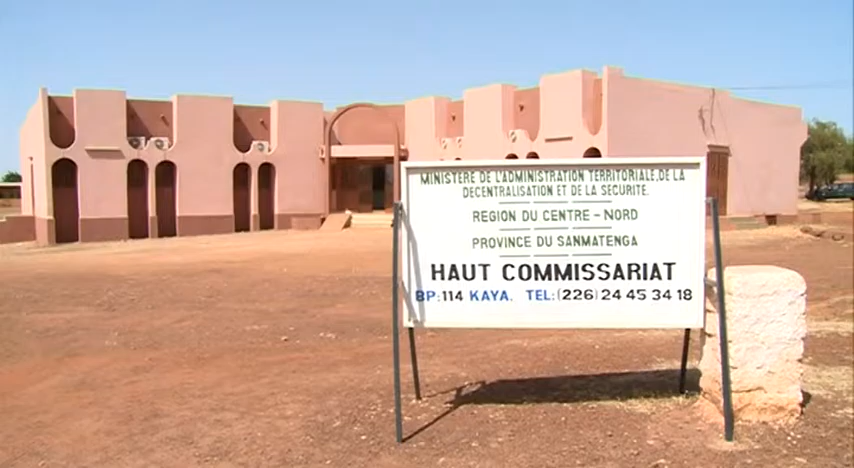 MINISTERE DE L'ADMINISTRATION TERRITORIALE, DE LA
DECENTRALISATION ET DE LA SECURITE.
REGION DU CENTRE - NORD
PROVINCE DU SANMATENGA
HAUT COMMISSARIAT
BP: 114 KAYA. TEL: (226) 24 45 34 18